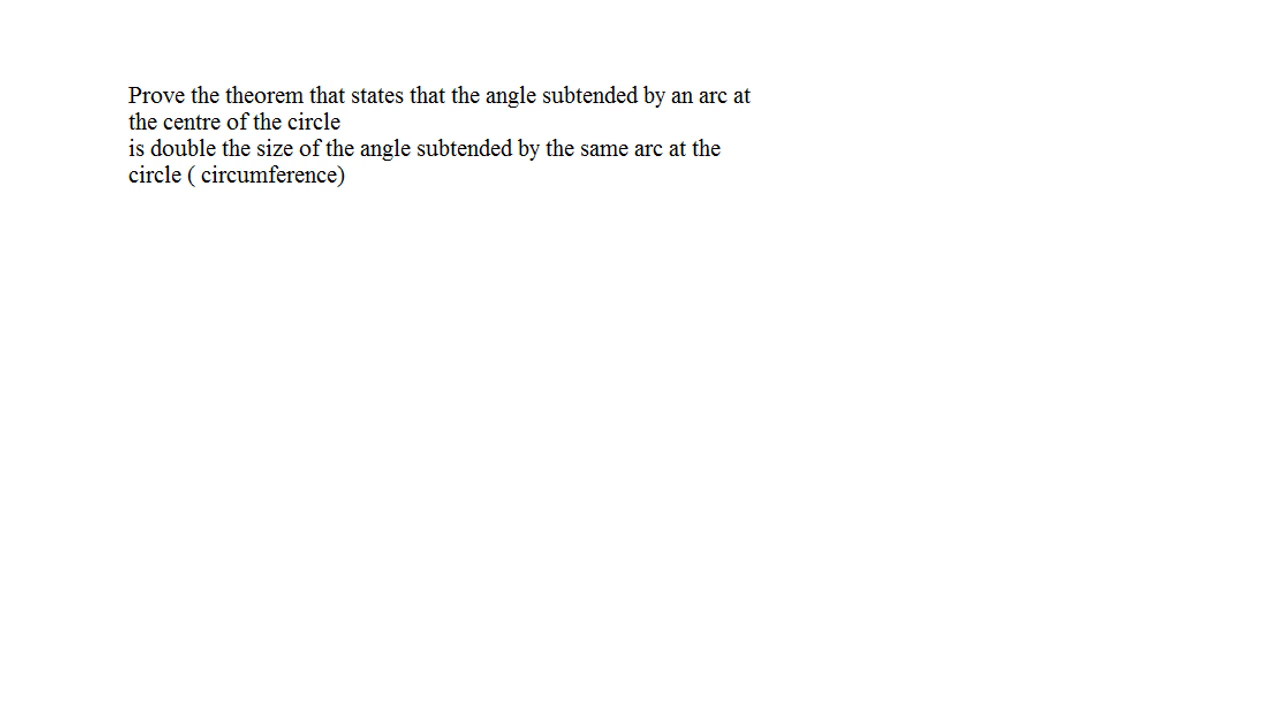 Prove the theorem that states that the angle subtended by an arc at
the centre of the circle
is double the size of the angle subtended by the same arc at the
circle ( circumference)